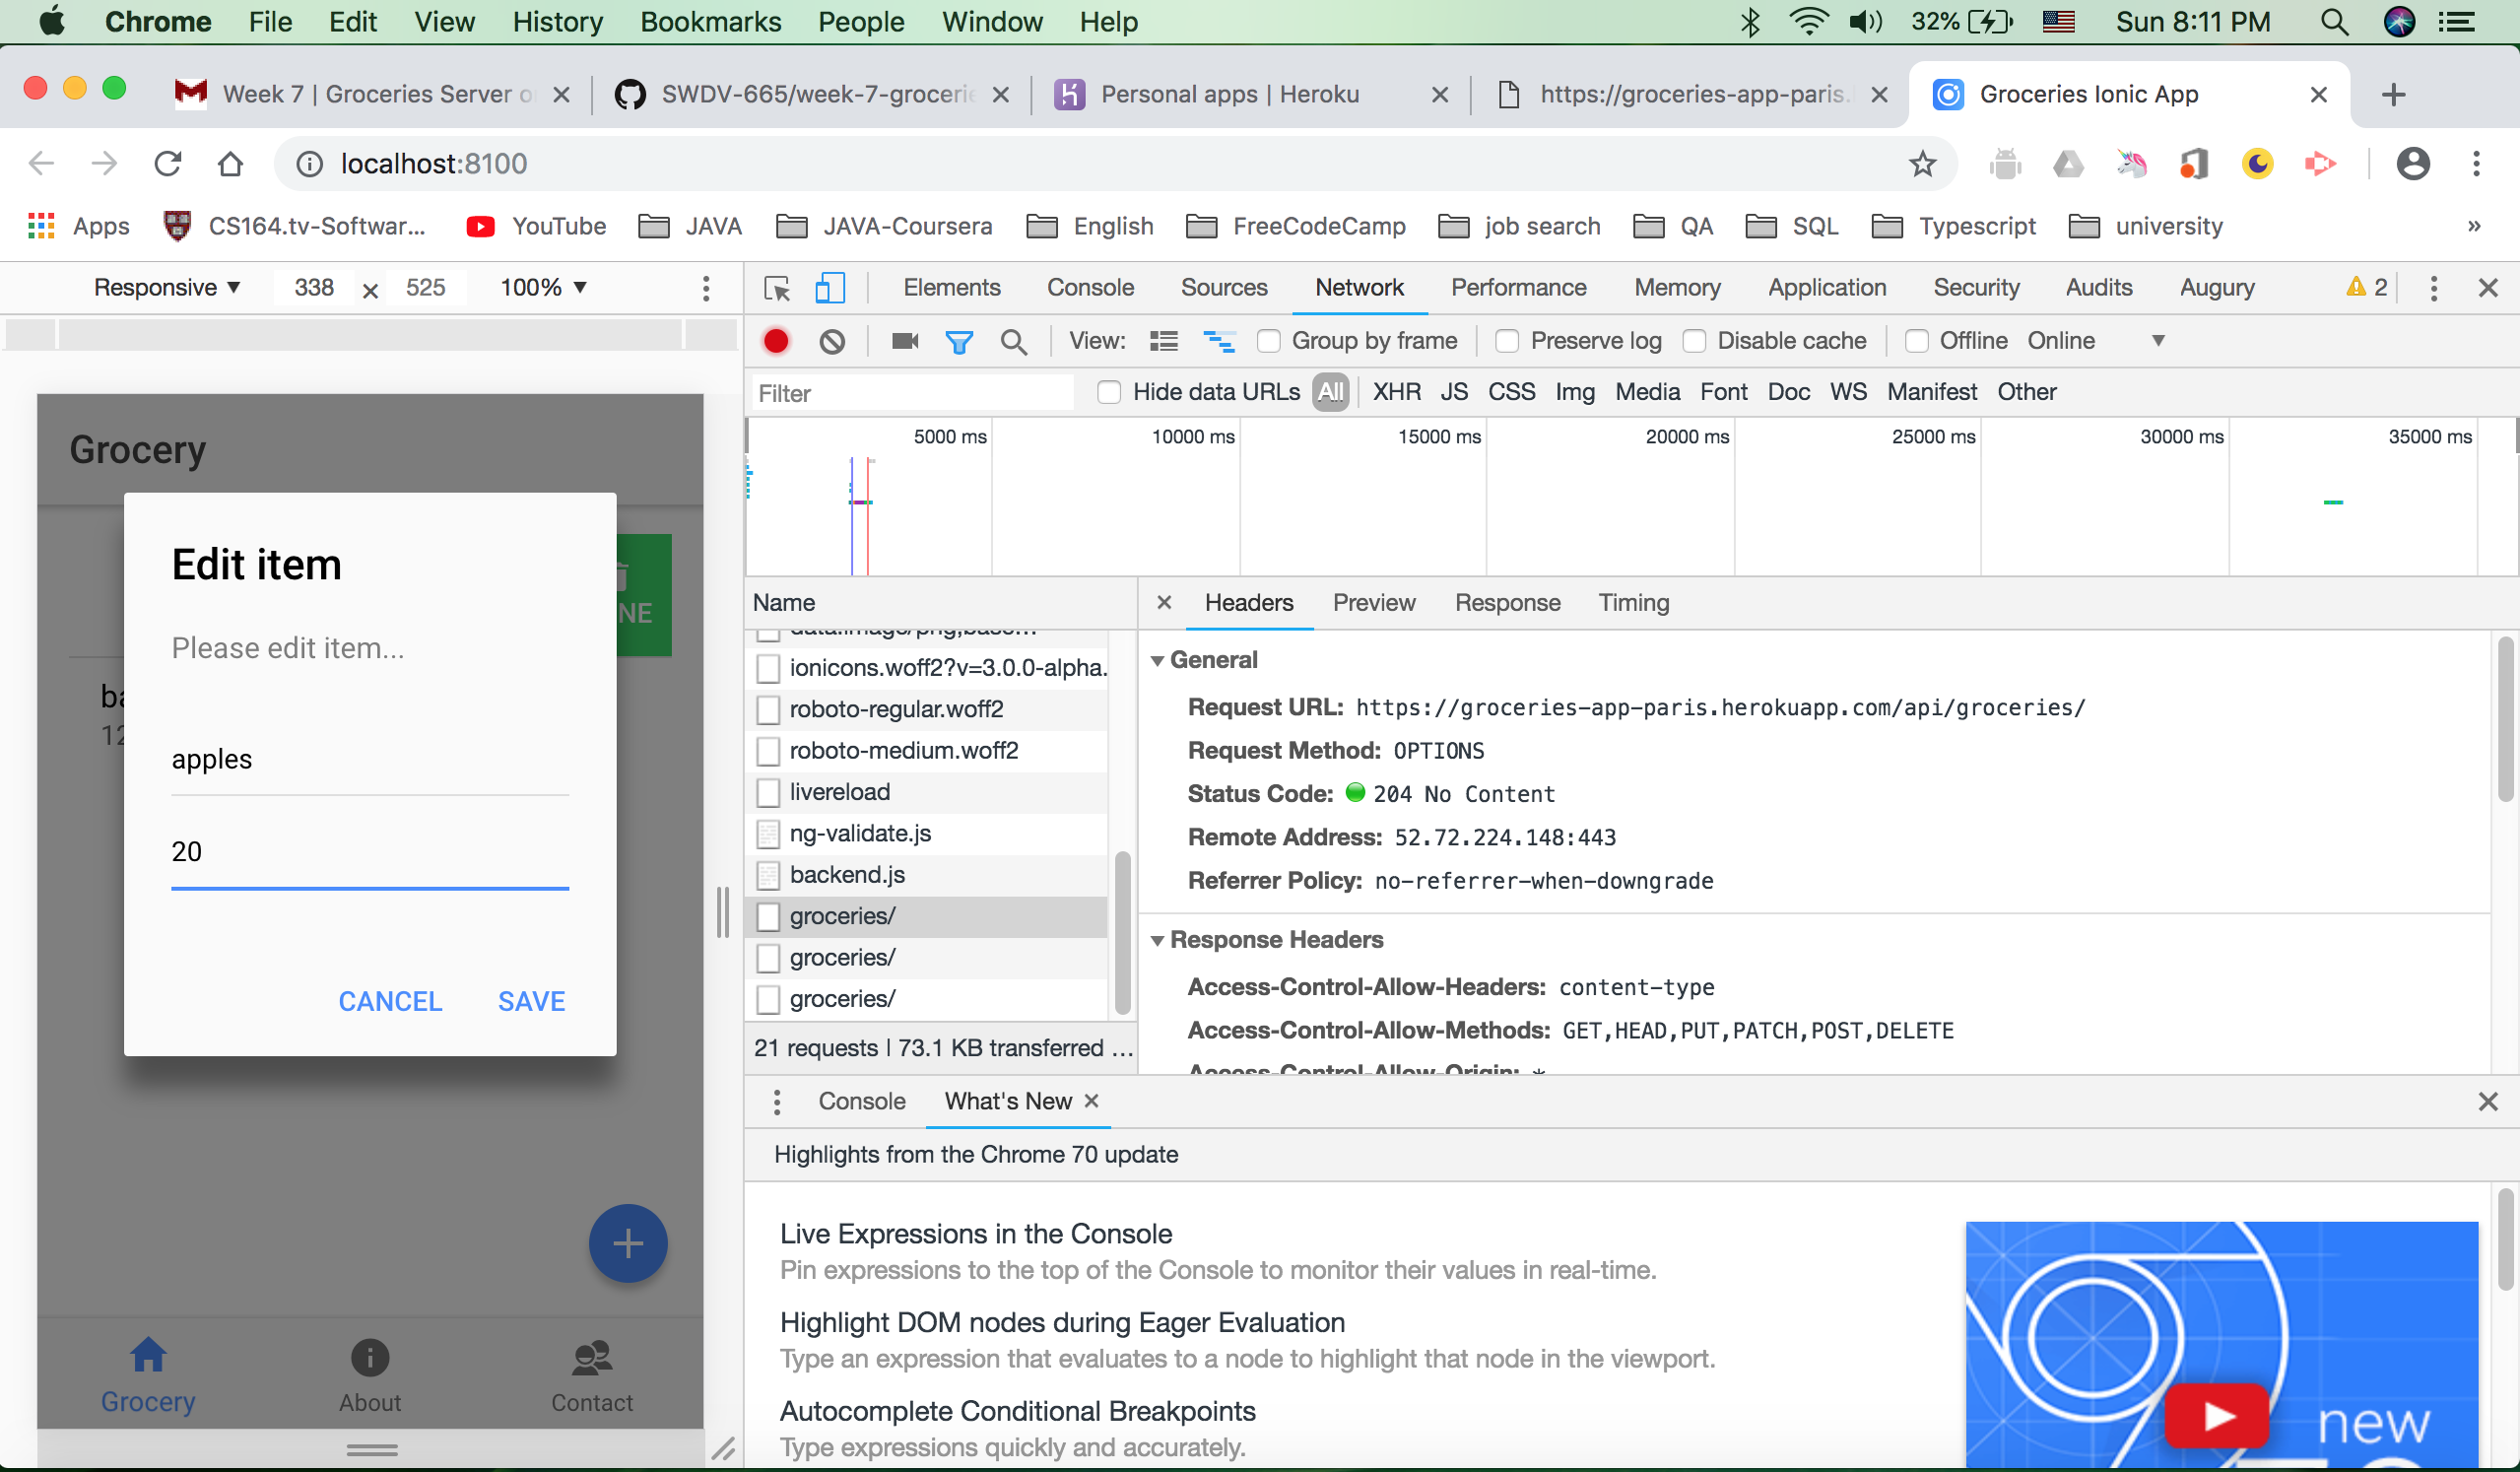 Chrome File Edit View History Bookmarks People Window Help 32% Sun 8:11 PM
Week 7 | Groceries Server o SWDV-665/week-7-grocerie Personal apps | Heroku https://groceries-app-paris. Groceries Ionic App
localhost:8100
Apps CS164.tv-Softwar... YouTube JAVA JAVA-Coursera English FreeCodeCamp job search QA SQL Typescript university »
Responsive ▼ 338 × 525 100% ▼
Elements Console Sources Network Performance Memory Application Security Audits Augury 2
View: Group by frame Preserve log Disable cache Offline Online ▼
Filter Hide data URLs All XHR JS CSS Img Media Font Doc WS Manifest Other
5000 ms 10000 ms 15000 ms 20000 ms 25000 ms 30000 ms 35000 ms
Grocery
NE
ba
12
Edit item
Please edit item...
apples
20
CANCEL SAVE
Grocery About Contact
Name
data:image/png;base...
ionicons.woff2?v=3.0.0-alpha.
roboto-regular.woff2
roboto-medium.woff2
livereload
ng-validate.js
backend.js
groceries/
groceries/
groceries/
21 requests | 73.1 KB transferred ...
Headers Preview Response Timing
General
Request URL: https://groceries-app-paris.herokuapp.com/api/groceries/
Request Method: OPTIONS
Status Code: 204 No Content
Remote Address: 52.72.224.148:443
Referrer Policy: no-referrer-when-downgrade
Response Headers
Access-Control-Allow-Headers: content-type
Access-Control-Allow-Methods: GET,HEAD,PUT,PATCH,POST,DELETE
Access-Control-Allow-Origin: *
Console What's New
Highlights from the Chrome 70 update
Live Expressions in the Console
Pin expressions to the top of the Console to monitor their values in real-time.
Highlight DOM nodes during Eager Evaluation
Type an expression that evaluates to a node to highlight that node in the viewport.
Autocomplete Conditional Breakpoints
Type expressions quickly and accurately.
new